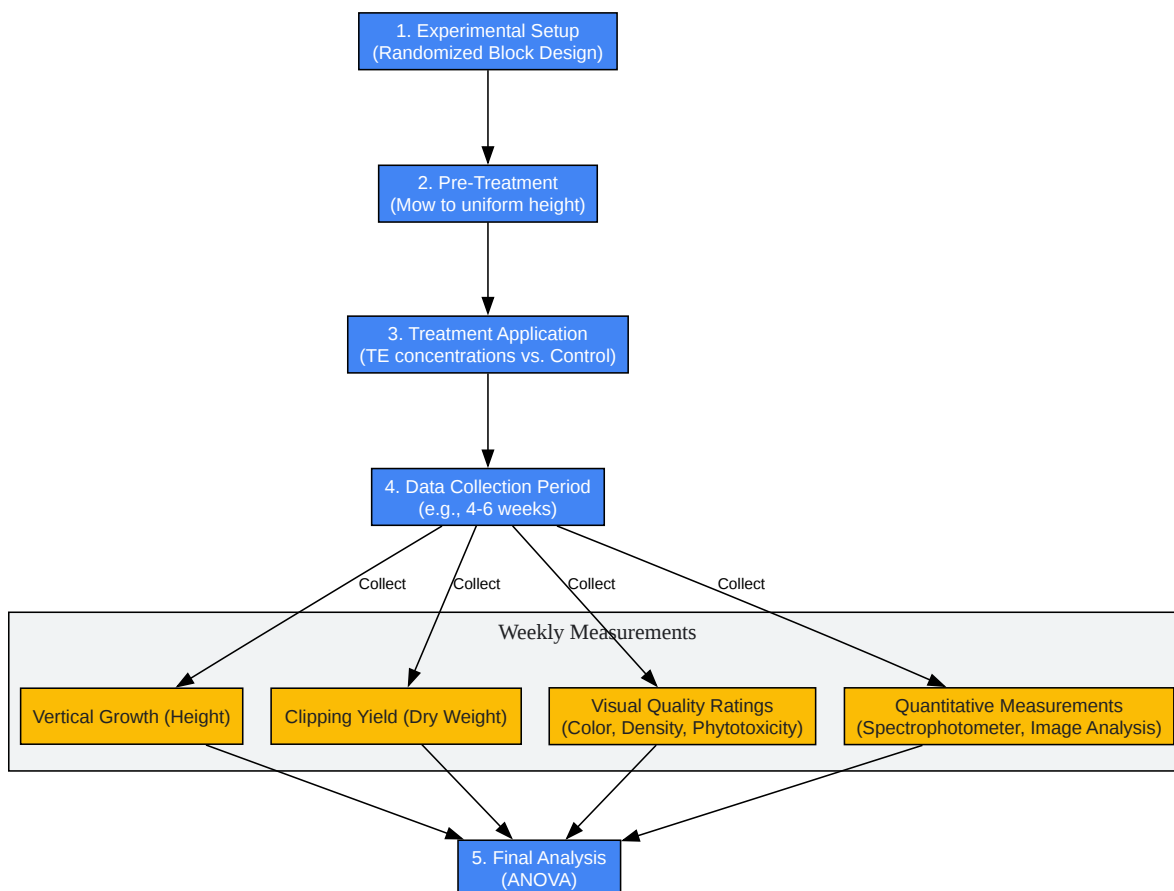 1. Experimental Setup
(Randomized Block Design)
2. Pre-Treatment
(Mow to uniform height)
3. Treatment Application
(TE concentrations vs. Control)
4. Data Collection Period
(e.g., 4-6 weeks)
Collect
Collect
Collect
Collect
Weekly Measurements
Vertical Growth (Height)
Clipping Yield (Dry Weight)
Visual Quality Ratings
(Color, Density, Phytotoxicity)
Quantitative Measurements
(Spectrophotometer, Image Analysis)
5. Final Analysis
(ANOVA)